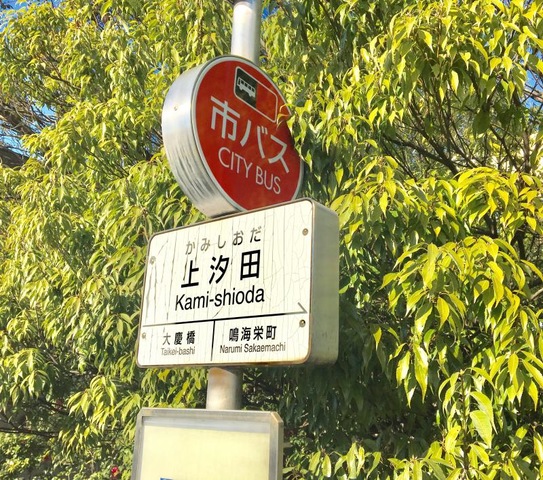 市バス
CITY BUS
かみしおだ
上汐田
Kami-shioda
大慶橋 鳴海栄町
Taikei-bashi Narumi Sakaemachi